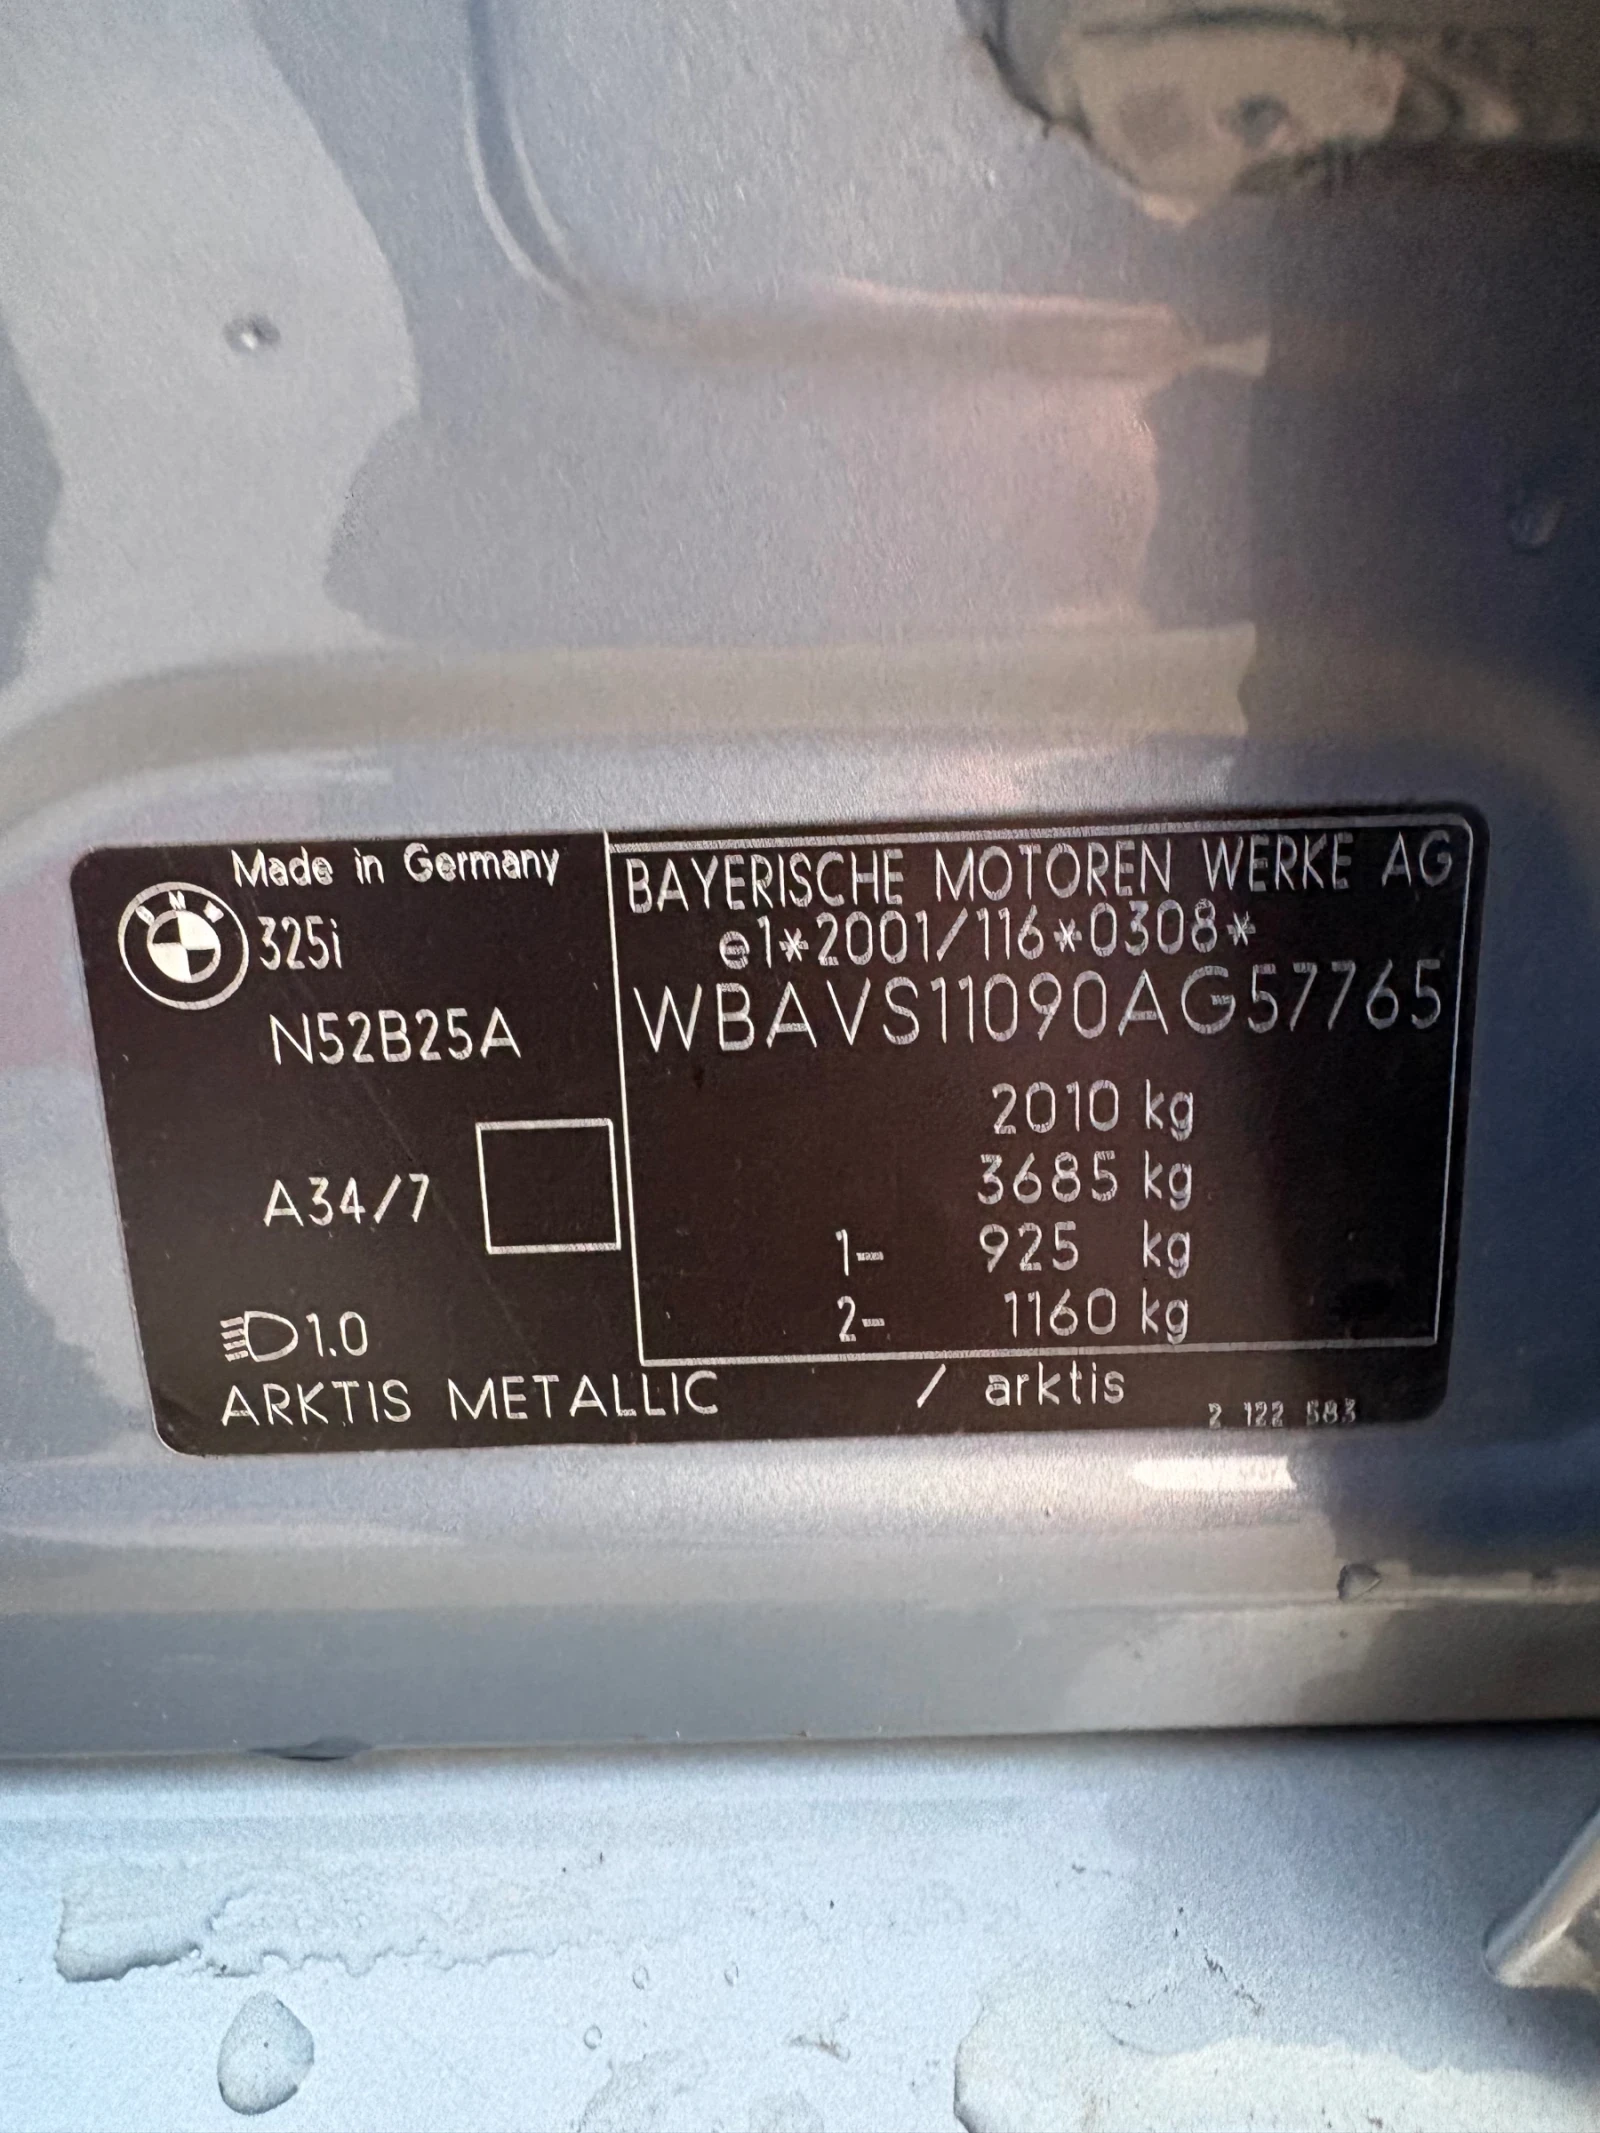 Made in Germany
BMW
325i
N52B25A
A34/7
1.0
ARKTIS METALLIC / arktis
2 122 583
BAYERISCHE MOTOREN WERKE AG
e1*2001/116*0308*
WBAVS11090AG57765
2010 kg
3685 kg
1- 925 kg
2- 1160 kg